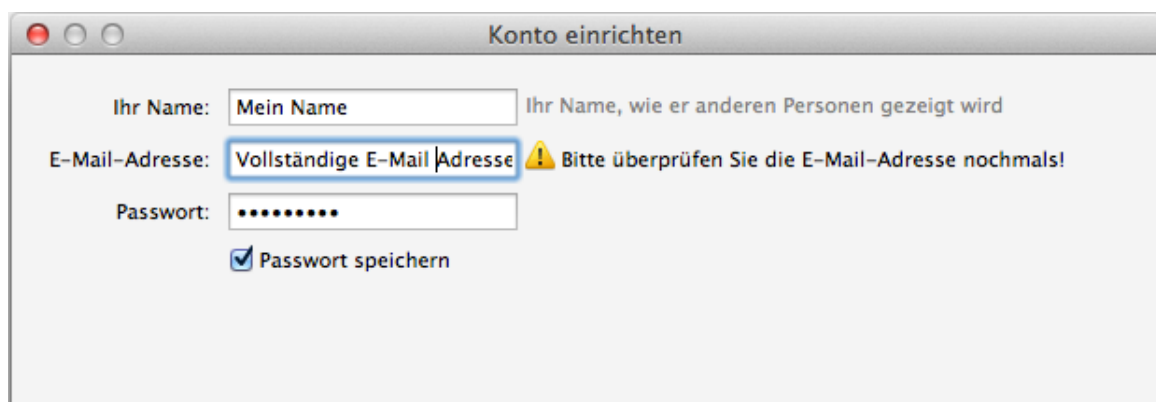 Konto einrichten
Ihr Name: Mein Name Ihr Name, wie er anderen Personen gezeigt wird
E-Mail-Adresse: Vollständige E-Mail Adresse Bitte überprüfen Sie die E-Mail-Adresse nochmals!
Passwort: •••••••••
Passwort speichern